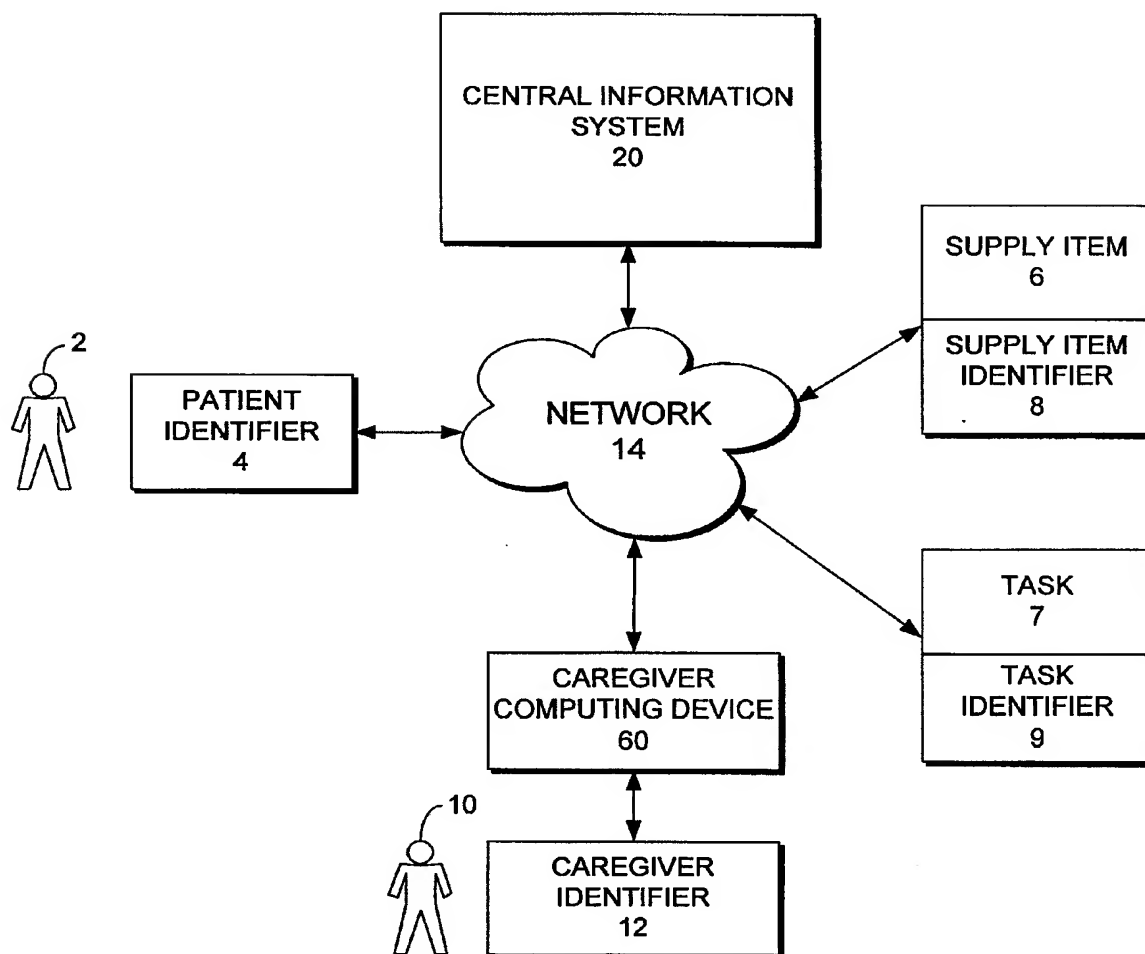 CENTRAL INFORMATION
SYSTEM
20
SUPPLY ITEM
6
SUPPLY ITEM
IDENTIFIER
8
2
PATIENT
IDENTIFIER
4
NETWORK
14
TASK
7
TASK
IDENTIFIER
9
CAREGIVER
COMPUTING DEVICE
60
10
CAREGIVER
IDENTIFIER
12